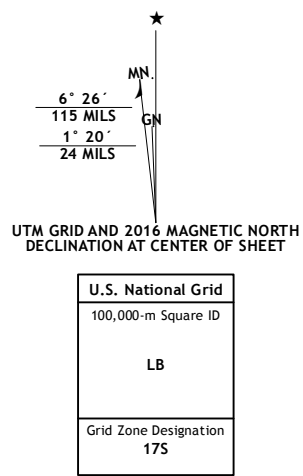 MN.
6° 26´
115 MILS
GN
1° 20´
24 MILS
UTM GRID AND 2016 MAGNETIC NORTH
DECLINATION AT CENTER OF SHEET
U.S. National Grid
100,000-m Square ID
LB
Grid Zone Designation
17S